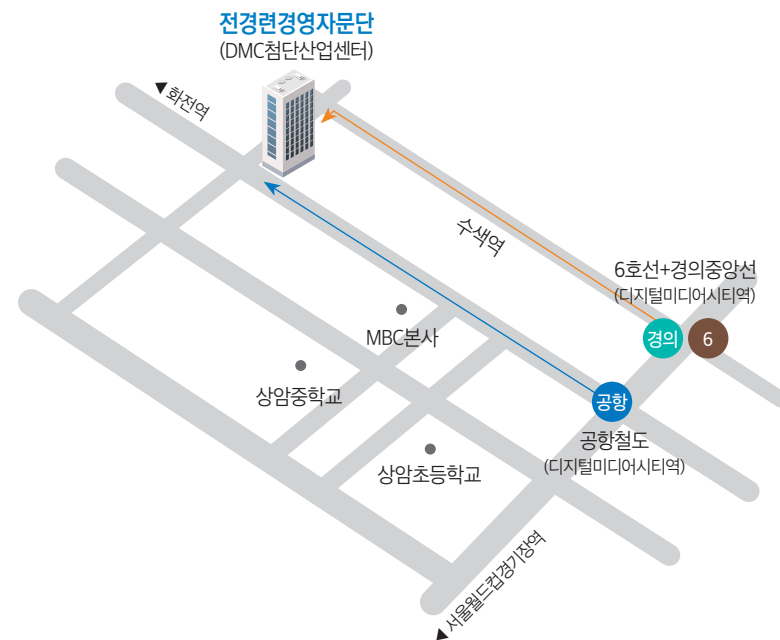 전경련경영자문단
(DMC첨단산업센터)
▼화전역
수색역
6호선+경의중앙선
(디지털미디어시티역)
경의
6
MBC본사
상암중학교
공항
공항철도
(디지털미디어시티역)
상암초등학교
▲서울월드컵경기장역